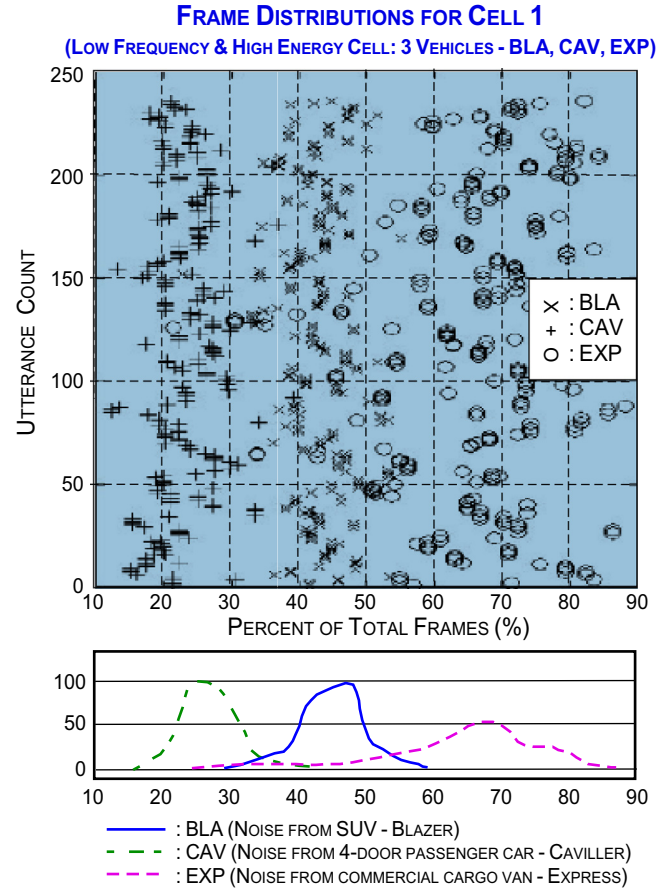 FRAME DISTRIBUTIONS FOR CELL 1
(LOW FREQUENCY & HIGH ENERGY CELL: 3 VEHICLES - BLA, CAV, EXP)
250
200
150
100
50
0
UTTERANCE COUNT
× : BLA
+ : CAV
○ : EXP
10 20 30 40 50 60 70 80 90
PERCENT OF TOTAL FRAMES (%)
100
50
0
10 20 30 40 50 60 70 80 90
: BLA (NOISE FROM SUV - BLAZER)
: CAV (NOISE FROM 4-DOOR PASSENGER CAR - CAVILLER)
: EXP (NOISE FROM COMMERCIAL CARGO VAN - EXPRESS)